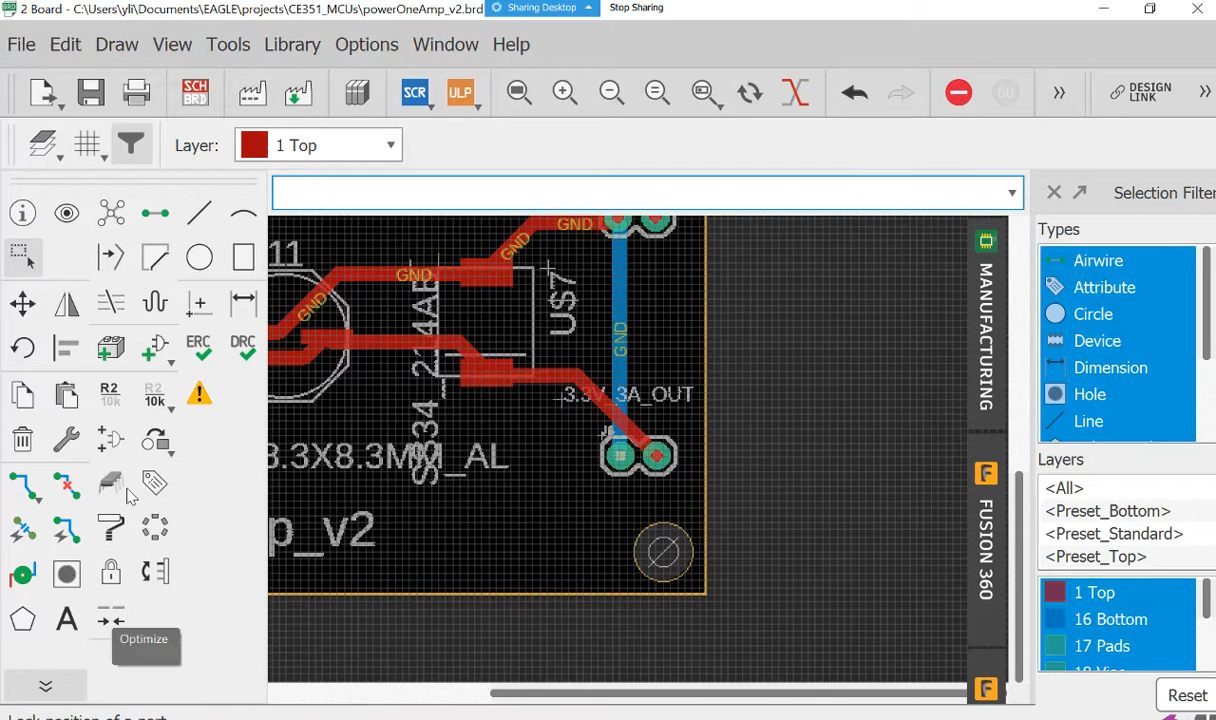 2 Board - C:\Users\yli\Documents\EAGLE\projects\CE351_MCUs\powerOneAmp_v2.brd
Sharing Desktop
Stop Sharing
File Edit Draw View Tools Library Options Window Help
SCH
BRD
SCR
ULP
DESIGN
LINK
Layer:
1 Top
Selection Filter
Types
Airwire
Attribute
Circle
Device
Dimension
Hole
Line
Layers
<All>
<Preset_Bottom>
<Preset_Standard>
<Preset_Top>
1 Top
16 Bottom
17 Pads
Reset
MANUFACTURING
FUSION 360
ERC
DRC
R2
10k
R2
10k
Optimize
GND
GND
GND
GND
GND
11
U$7
3.3V_3A_OUT
8.3X8.3MM_AL
p_v2